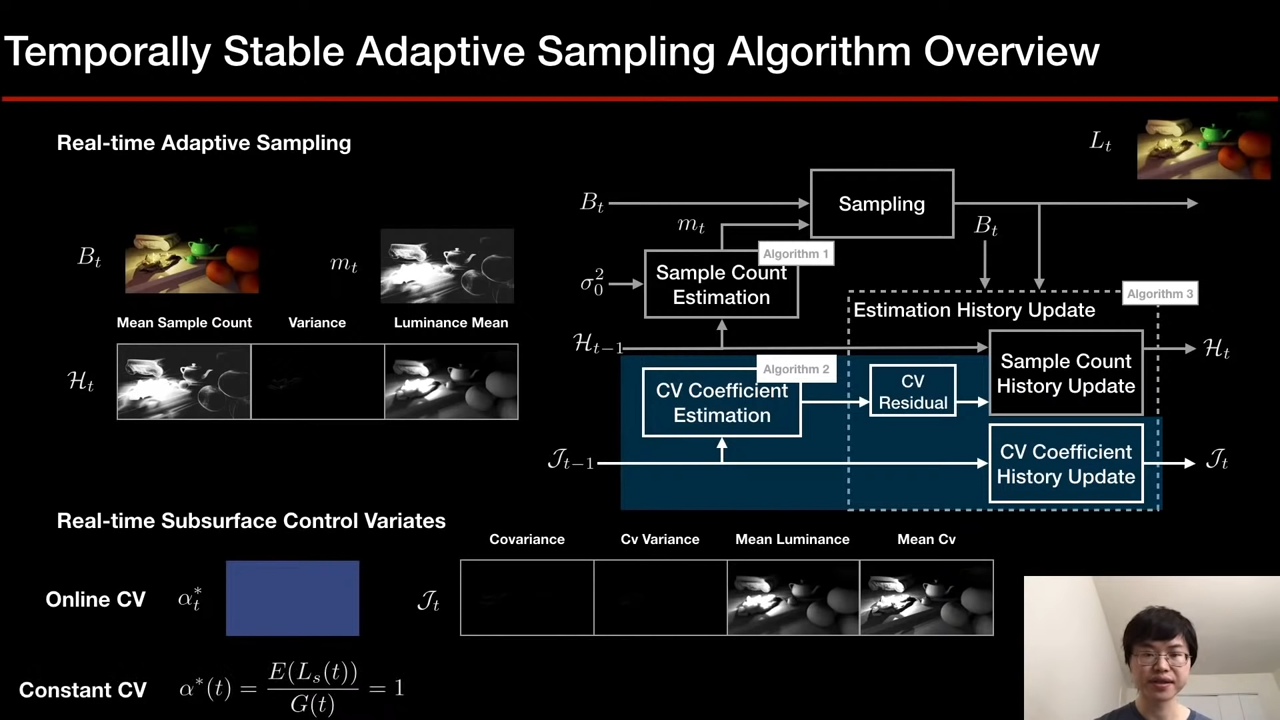 Temporally Stable Adaptive Sampling Algorithm Overview
Real-time Adaptive Sampling
B_t
m_t
Mean Sample Count
Variance
Luminance Mean
ℋ_t
L_t
B_t
Sampling
m_t
B_t
Algorithm 1
σ_0^2
Sample Count
Estimation
Algorithm 3
Estimation History Update
ℋ_{t−1}
Sample Count
History Update
ℋ_t
Algorithm 2
CV Coefficient
Estimation
CV
Residual
𝒥_{t−1}
CV Coefficient
History Update
𝒥_t
Real-time Subsurface Control Variates
Covariance
Cv Variance
Mean Luminance
Mean Cv
Online CV
α_t^*
𝒥_t
Constant CV
α^*(t) = E(L_s(t)) / G(t) = 1